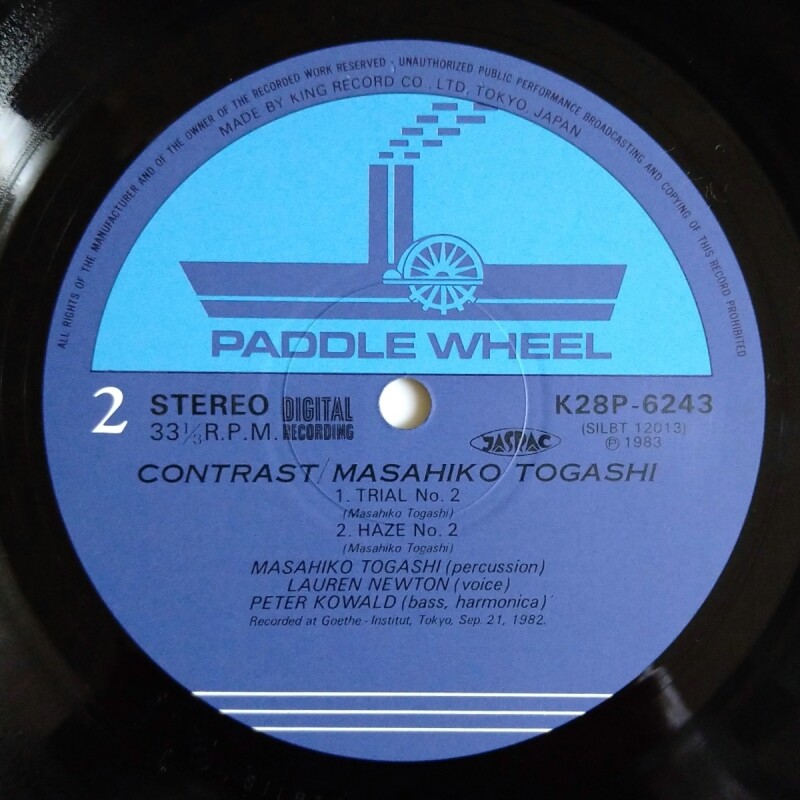 ALL RIGHTS OF THE MANUFACTURER AND OF THE OWNER OF THE RECORDED WORK RESERVED · UNAUTHORIZED PUBLIC PERFORMANCE BROADCASTING AND COPYING OF THIS RECORD PROHIBITED
MADE BY KING RECORD CO., LTD, TOKYO, JAPAN
PADDLE WHEEL
2 STEREO DIGITAL RECORDING K28P-6243
33⅓ R.P.M. (SILBT 12013)
JASRAC ℗ 1983
CONTRAST/MASAHIKO TOGASHI
1. TRIAL No. 2
(Masahiko Togashi)
2. HAZE No. 2
(Masahiko Togashi)
MASAHIKO TOGASHI (percussion)
LAUREN NEWTON (voice)
PETER KOWALD (bass, harmonica)
Recorded at Goethe-Institut, Tokyo, Sep. 21, 1982.